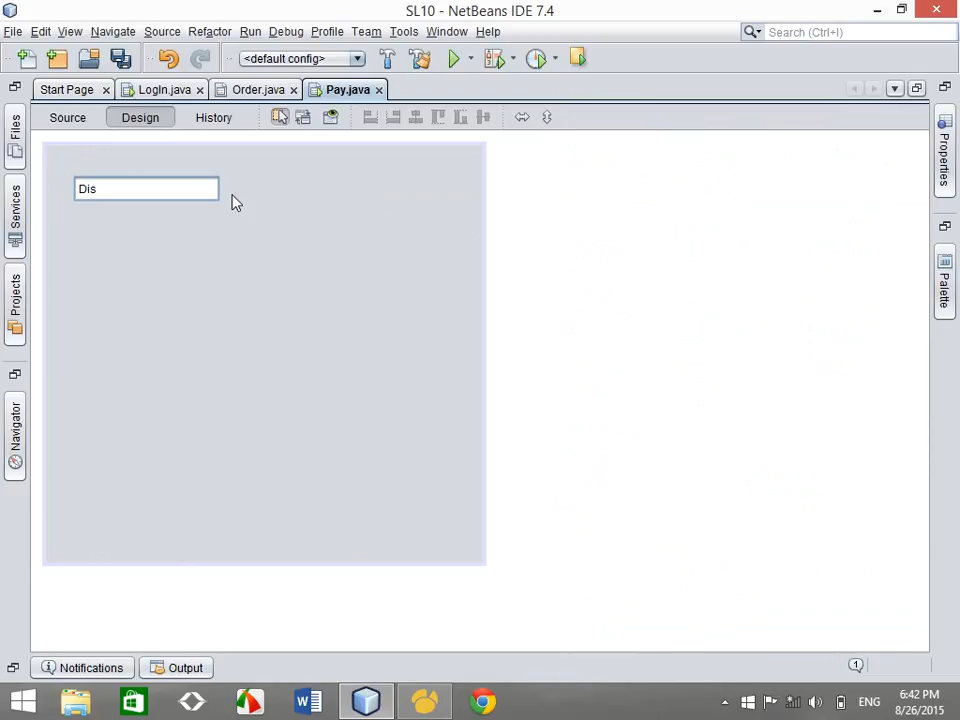 SL10 - NetBeans IDE 7.4
File Edit View Navigate Source Refactor Run Debug Profile Team Tools Window Help
Search (Ctrl+I)
<default config>
Start Page LogIn.java Order.java Pay.java
Source Design History
Files
Services
Projects
Navigator
Properties
Palette
Dis
Notifications Output
1
ENG
6:42 PM
8/26/2015